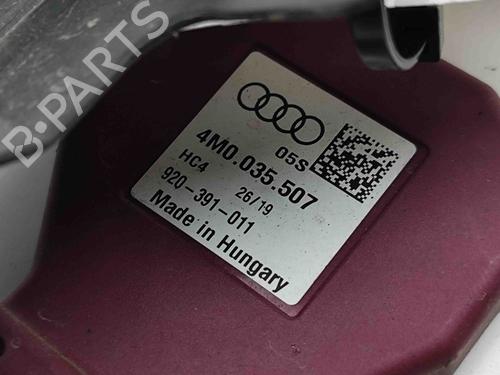 B-PARTS
05S
4M0.035.507
HC4 26/19
920-391-011
Made in Hungary